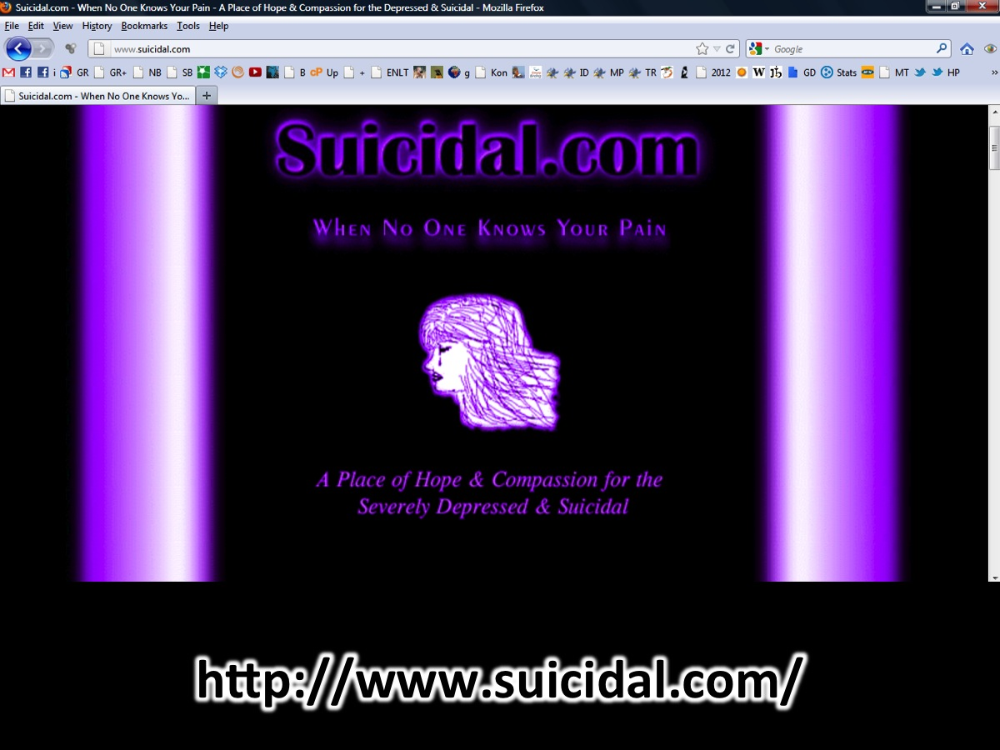 Suicidal.com - When No One Knows Your Pain - A Place of Hope & Compassion for the Depressed & Suicidal - Mozilla Firefox
File Edit View History Bookmarks Tools Help
www.suicidal.com
Google
i GR GR+ NB SB B cP Up + ENLT g Kon ID MP TR 2012 W GD Stats MT HP »
Suicidal.com - When No One Knows Yo... +
Suicidal.com
When No One Knows Your Pain
A Place of Hope & Compassion for the
Severely Depressed & Suicidal
http://www.suicidal.com/